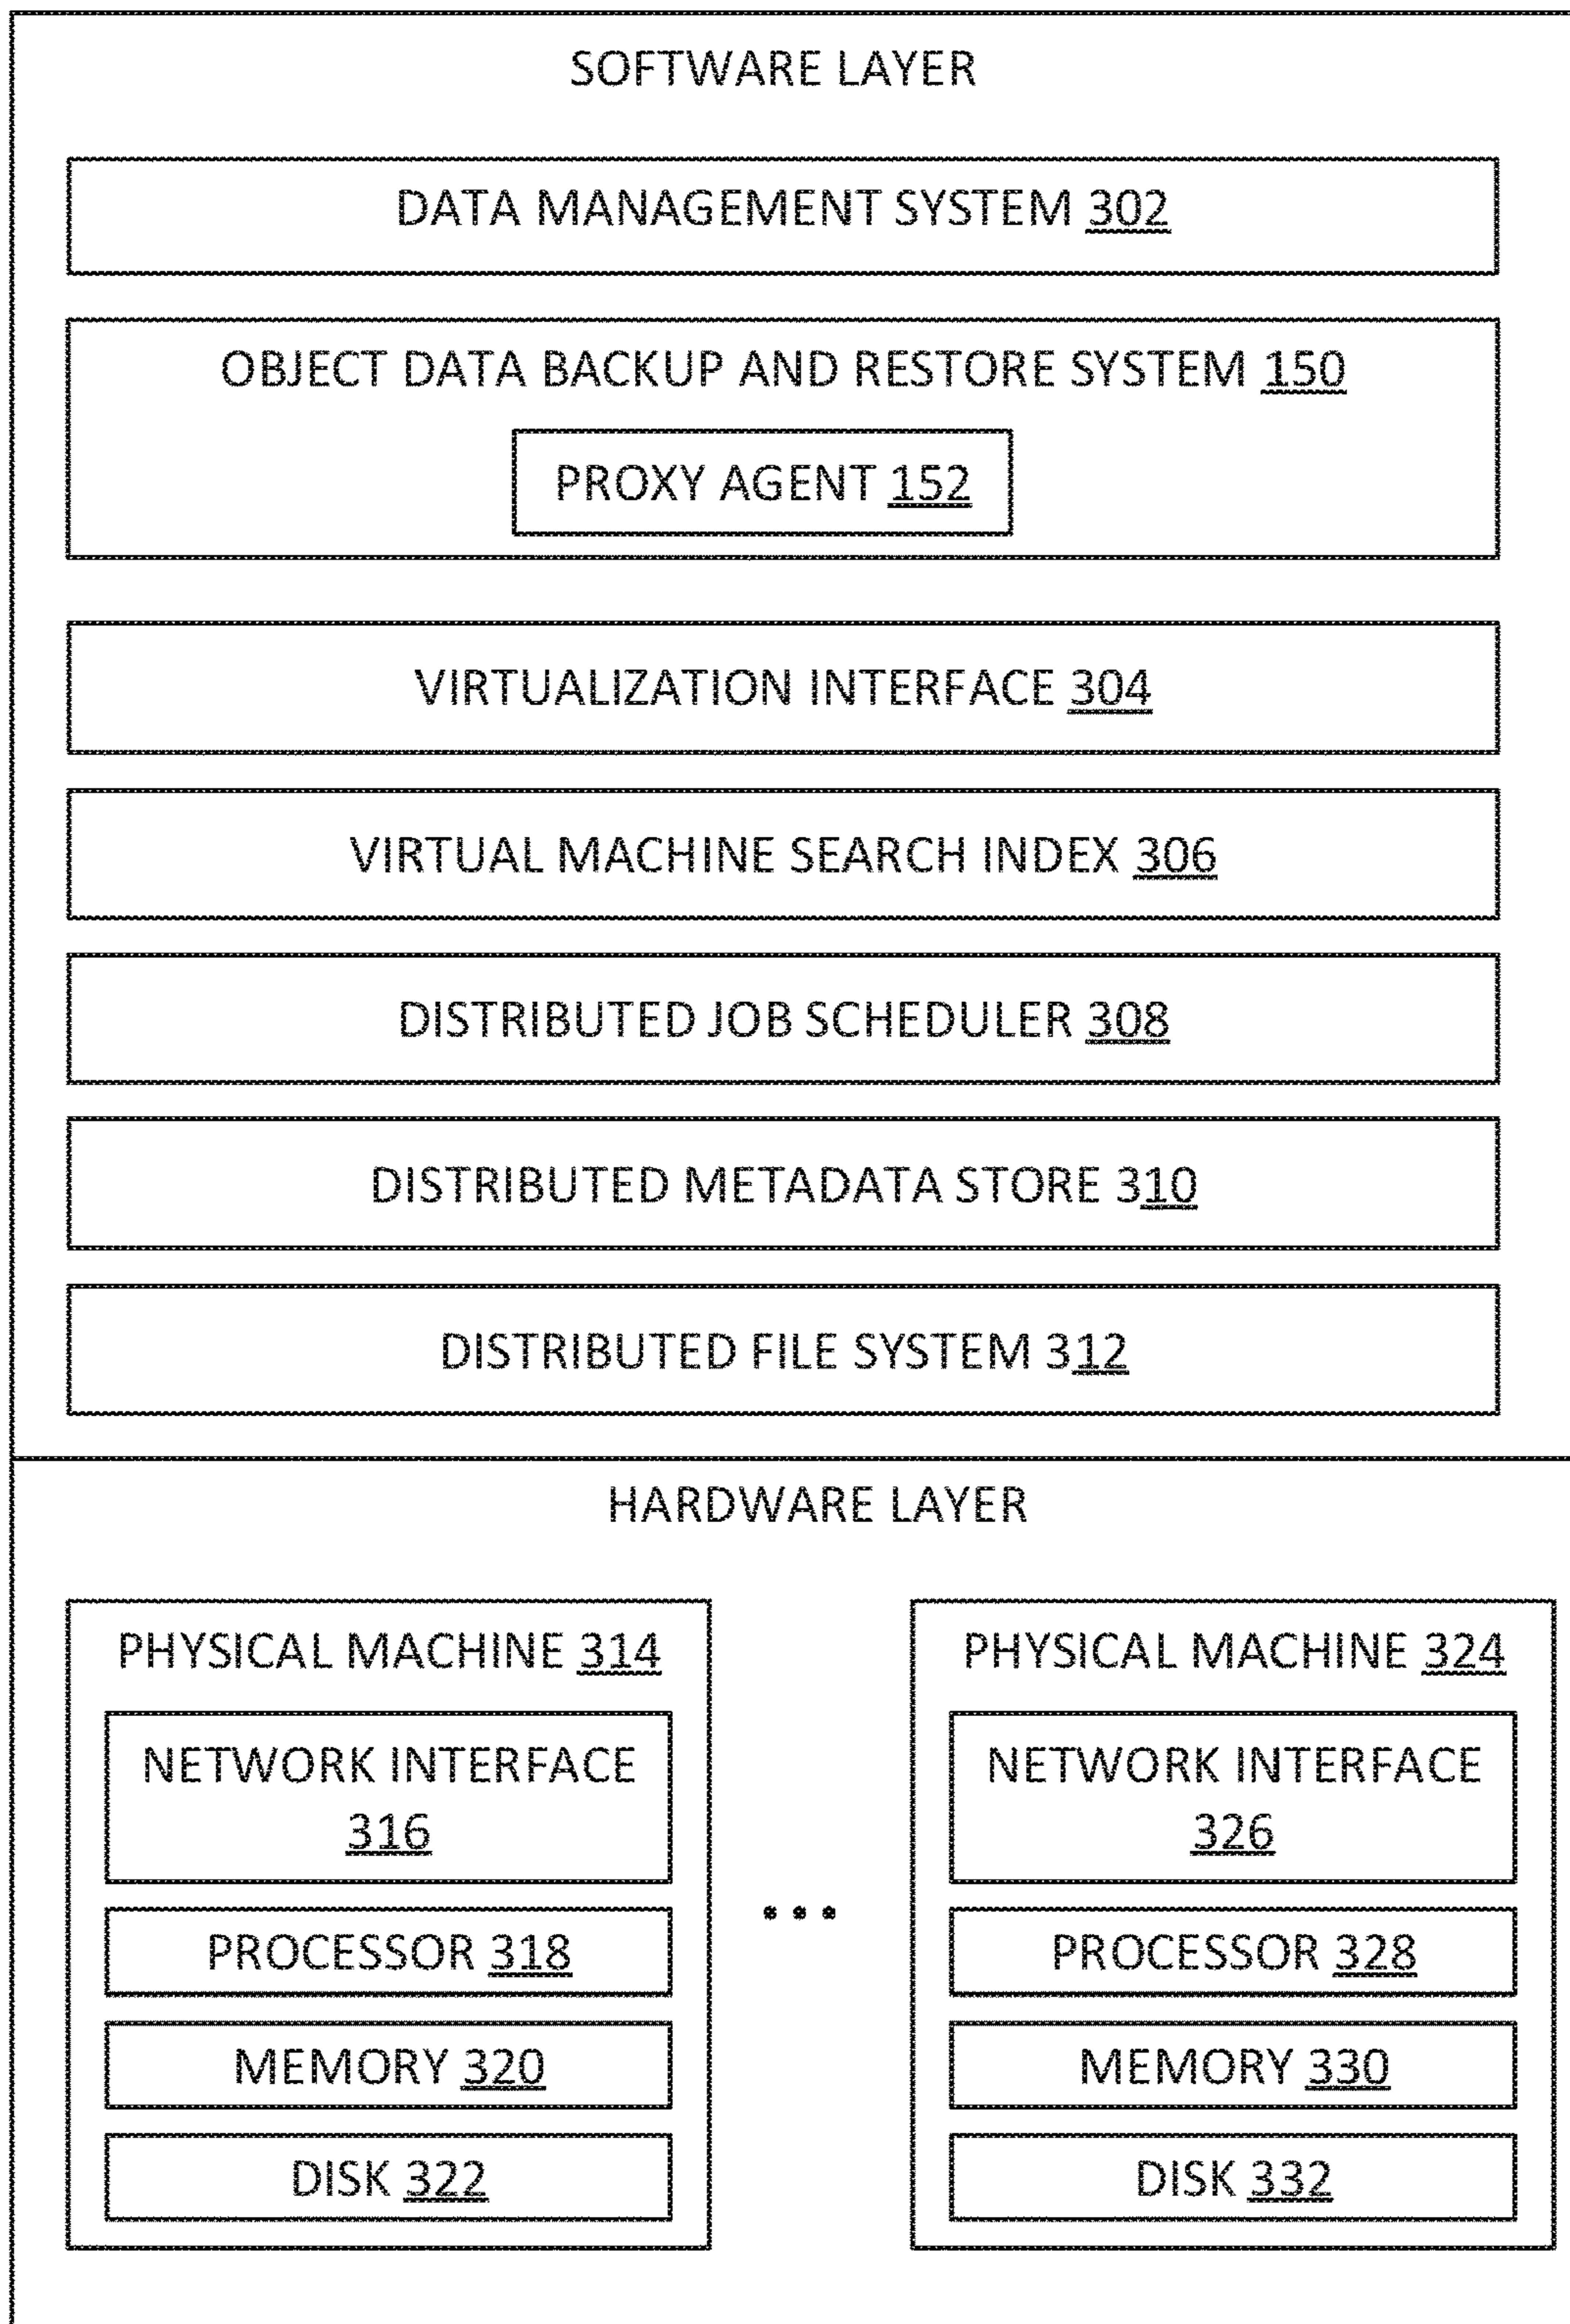 SOFTWARE LAYER
DATA MANAGEMENT SYSTEM 302
OBJECT DATA BACKUP AND RESTORE SYSTEM 150
PROXY AGENT 152
VIRTUALIZATION INTERFACE 304
VIRTUAL MACHINE SEARCH INDEX 306
DISTRIBUTED JOB SCHEDULER 308
DISTRIBUTED METADATA STORE 310
DISTRIBUTED FILE SYSTEM 312
HARDWARE LAYER
PHYSICAL MACHINE 314
NETWORK INTERFACE
316
PROCESSOR 318
MEMORY 320
DISK 322
...
PHYSICAL MACHINE 324
NETWORK INTERFACE
326
PROCESSOR 328
MEMORY 330
DISK 332